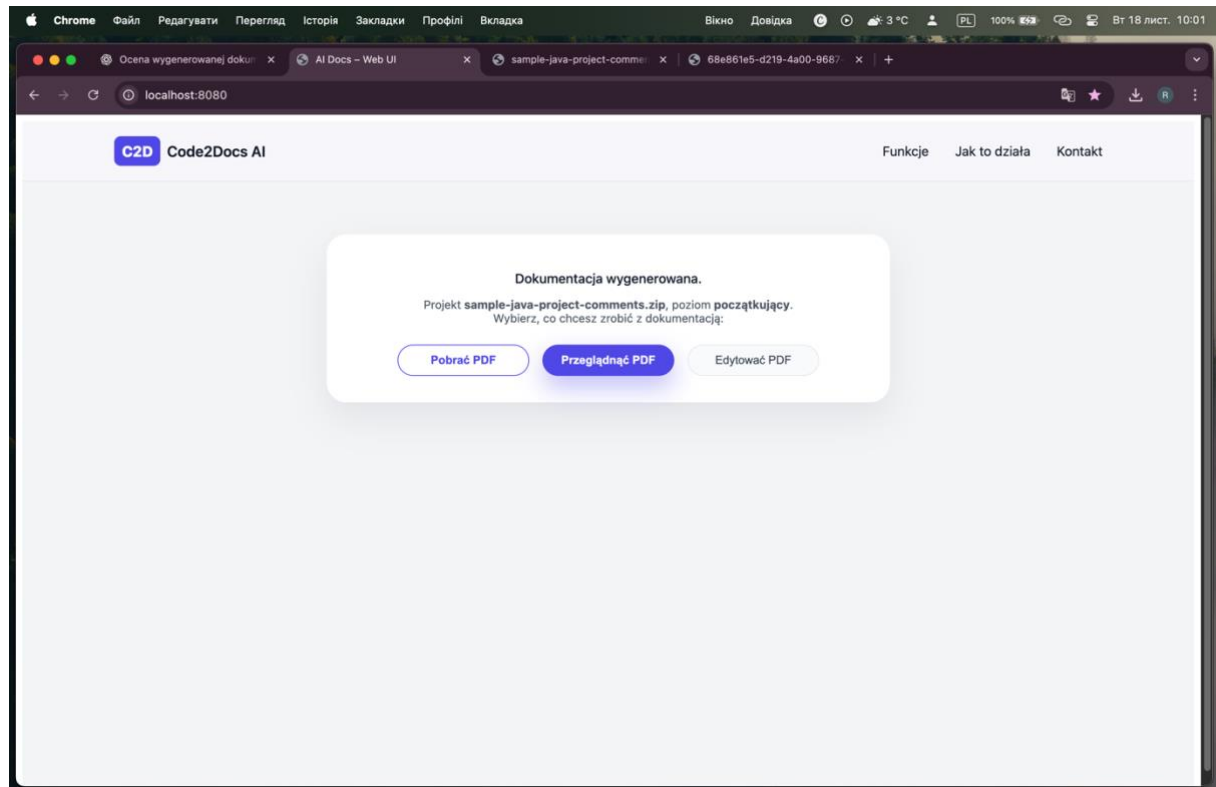 Chrome Файл Редагувати Перегляд Історія Закладки Профілі Вкладка Вікно Довідка 3 °C PL 100% Вт 18 лист. 10:01
Ocena wygenerowanej dokum AI Docs – Web UI sample-java-project-commen 68e861e5-d219-4a00-9687-
localhost:8080 R
C2D Code2Docs AI Funkcje Jak to działa Kontakt
Dokumentacja wygenerowana.
Projekt sample-java-project-comments.zip, poziom początkujący.
Wybierz, co chcesz zrobić z dokumentacją:
Pobrać PDF Przeglądnąć PDF Edytować PDF